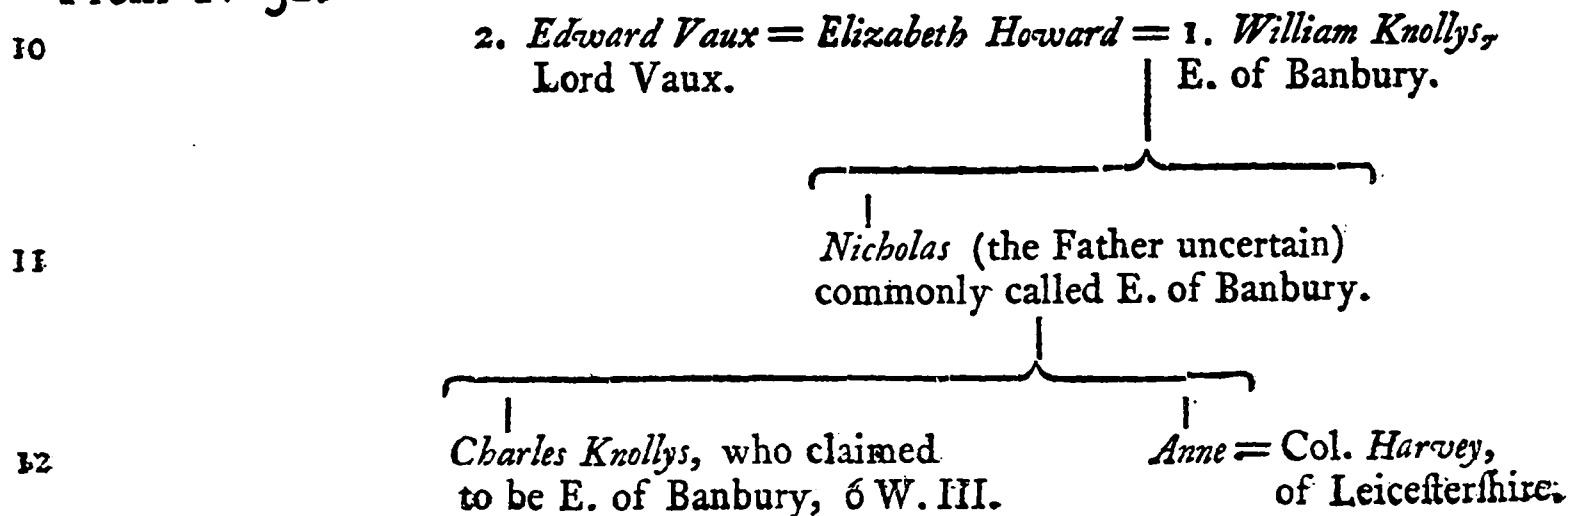 10 2. Edward Vaux = Elizabeth Howard = 1. William Knollys,
Lord Vaux. E. of Banbury.
11 Nicholas (the Father uncertain)
commonly called E. of Banbury.
12 Charles Knollys, who claimed Anne = Col. Harvey,
to be E. of Banbury, 6 W. III. of Leiceſterſhire.